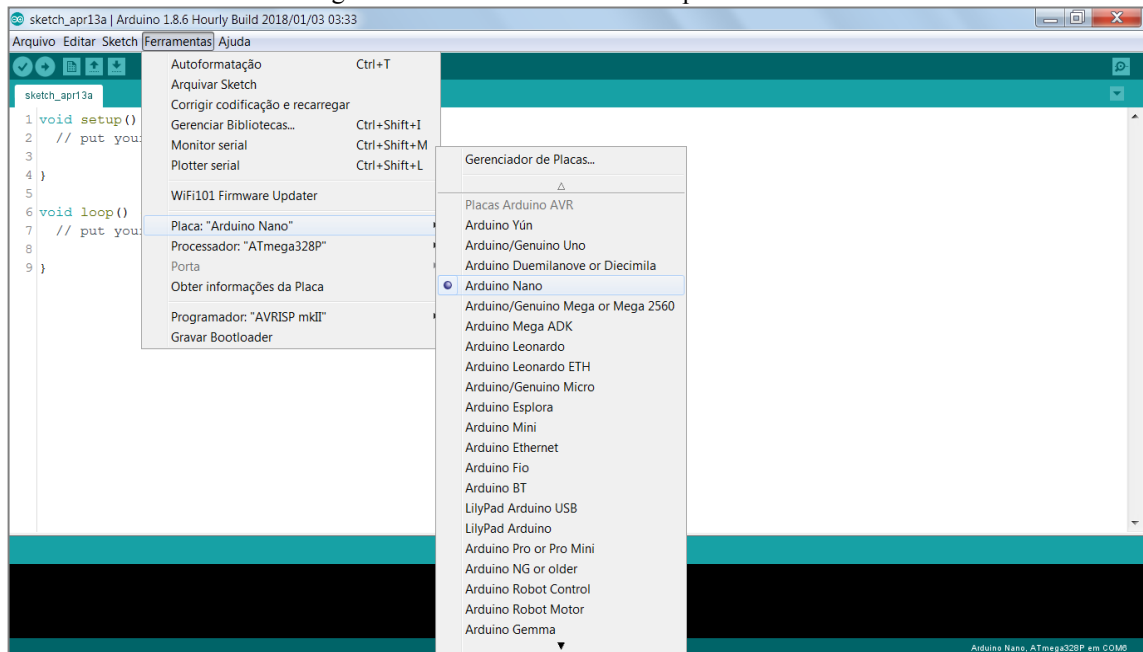 sketch_apr13a | Arduino 1.8.6 Hourly Build 2018/01/03 03:33
Arquivo Editar Sketch Ferramentas Ajuda
sketch_apr13a
1 void setup()
2 // put you
3
4 }
5
6 void loop()
7 // put you
8
9 }
Autoformatação Ctrl+T
Arquivar Sketch
Corrigir codificação e recarregar
Gerenciar Bibliotecas... Ctrl+Shift+I
Monitor serial Ctrl+Shift+M
Plotter serial Ctrl+Shift+L
WiFi101 Firmware Updater
Placa: "Arduino Nano"
Processador: "ATmega328P"
Porta
Obter informações da Placa
Programador: "AVRISP mkII"
Gravar Bootloader
Gerenciador de Placas...
Placas Arduino AVR
Arduino Yún
Arduino/Genuino Uno
Arduino Duemilanove or Diecimila
Arduino Nano
Arduino/Genuino Mega or Mega 2560
Arduino Mega ADK
Arduino Leonardo
Arduino Leonardo ETH
Arduino/Genuino Micro
Arduino Esplora
Arduino Mini
Arduino Ethernet
Arduino Fio
Arduino BT
LilyPad Arduino USB
LilyPad Arduino
Arduino Pro or Pro Mini
Arduino NG or older
Arduino Robot Control
Arduino Robot Motor
Arduino Gemma
Arduino Nano, ATmega328P em COM6